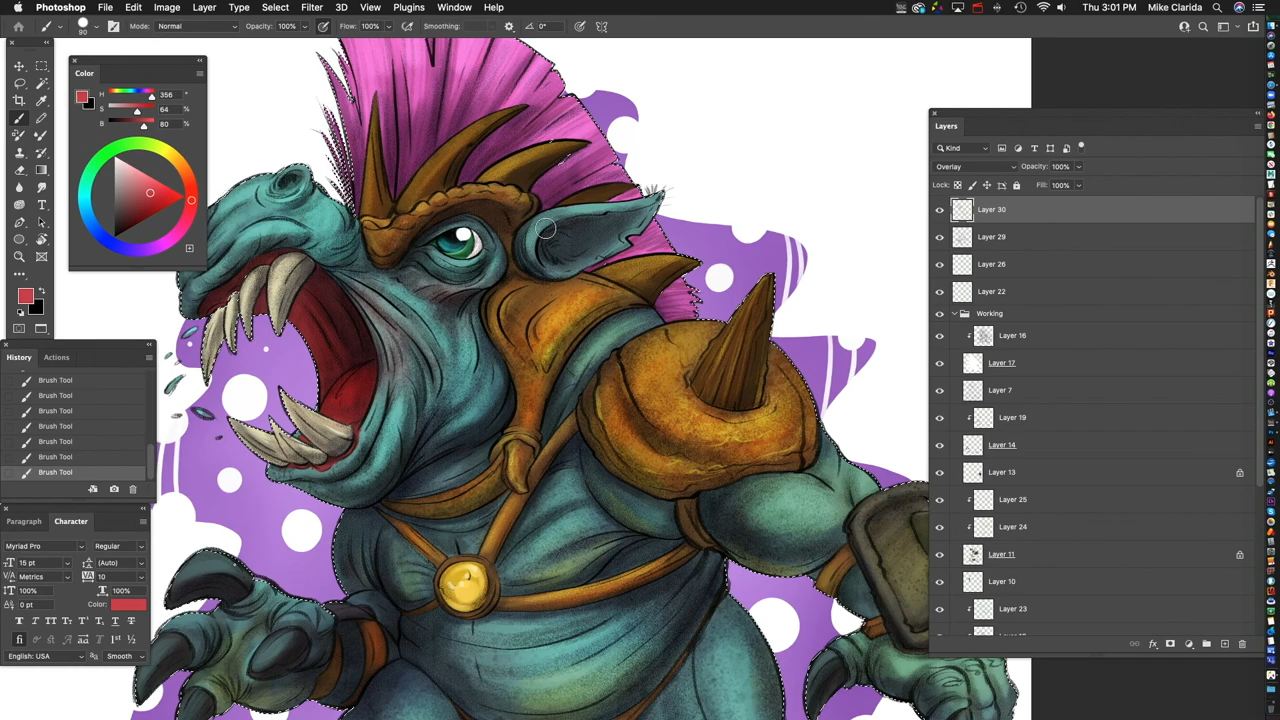 Photoshop File Edit Image Layer Type Select Filter 3D View Plugins Window Help Thu 3:01 PM Mike Clarida
90 Mode: Normal Opacity: 100% Flow: 100% Smoothing: 0°
Color
H 356 °
S 64 %
B 80 %
History Actions
Brush Tool
Brush Tool
Brush Tool
Brush Tool
Brush Tool
Brush Tool
Brush Tool
Paragraph Character
Myriad Pro Regular
15 pt (Auto)
Metrics 10
100% 100%
0 pt Color:
English: USA Smooth
Layers
Kind
Overlay Opacity: 100%
Lock: Fill: 100%
Layer 30
Layer 29
Layer 26
Layer 22
Working
Layer 16
Layer 17
Layer 7
Layer 19
Layer 14
Layer 13
Layer 25
Layer 24
Layer 11
Layer 10
Layer 23